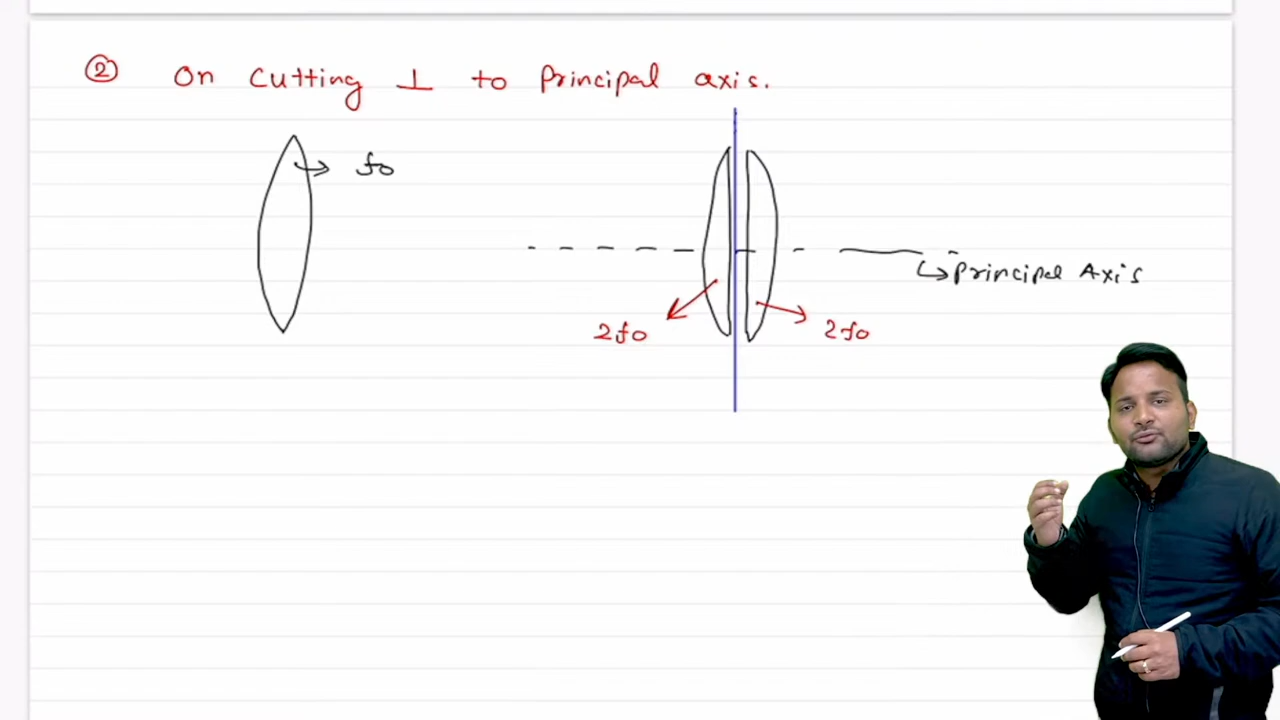 ② On Cutting ⊥ to Principal axis.
fo
Principal Axis
2fo
2fo